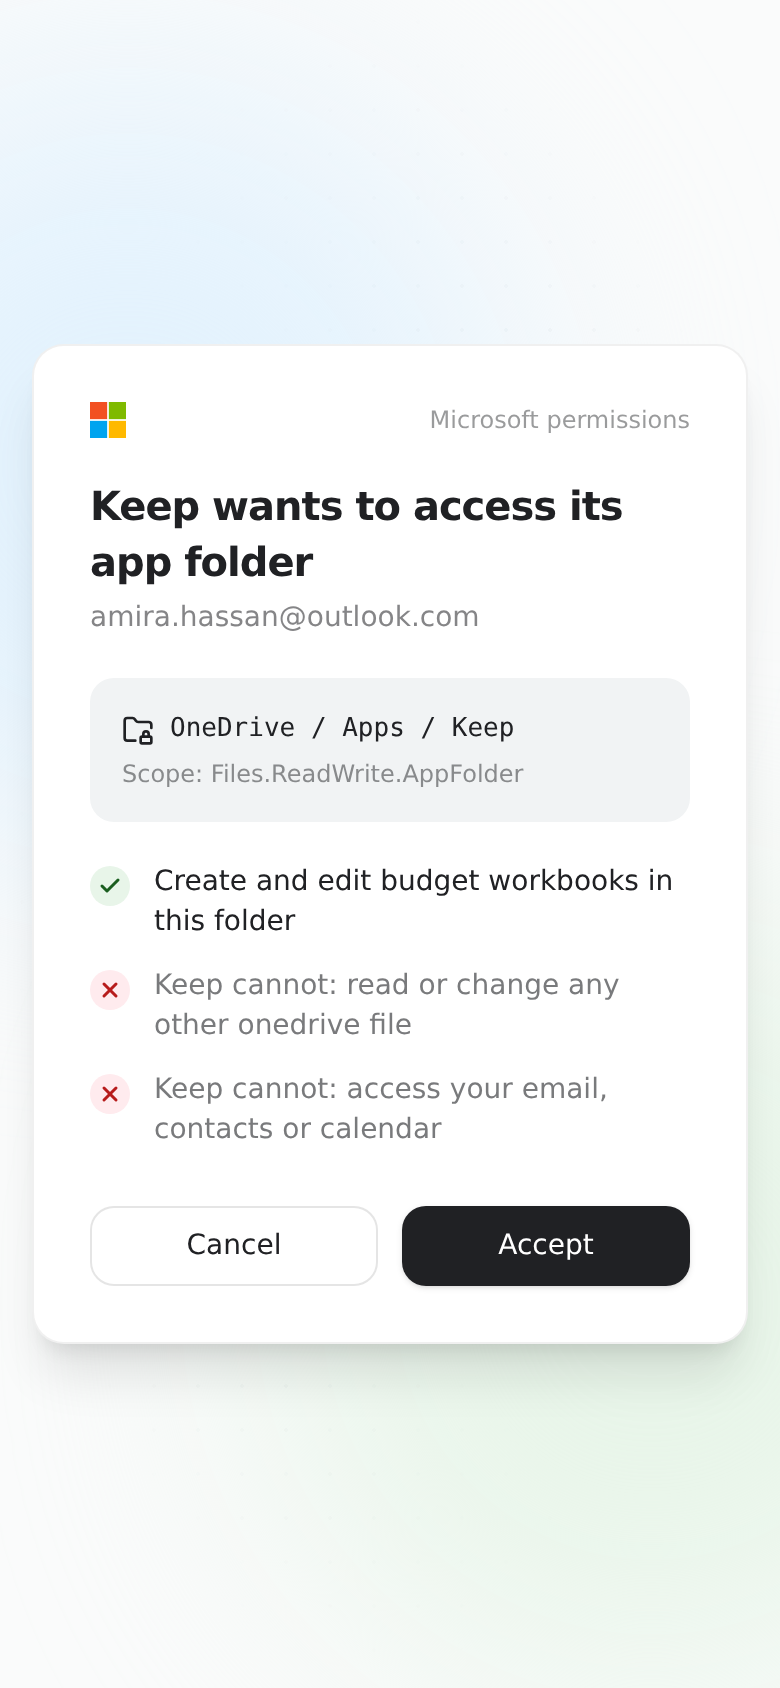 Microsoft permissions
Keep wants to access its
app folder
amira.hassan@outlook.com
OneDrive / Apps / Keep
Scope: Files.ReadWrite.AppFolder
Create and edit budget workbooks in
this folder
Keep cannot: read or change any
other onedrive file
Keep cannot: access your email,
contacts or calendar
Cancel
Accept